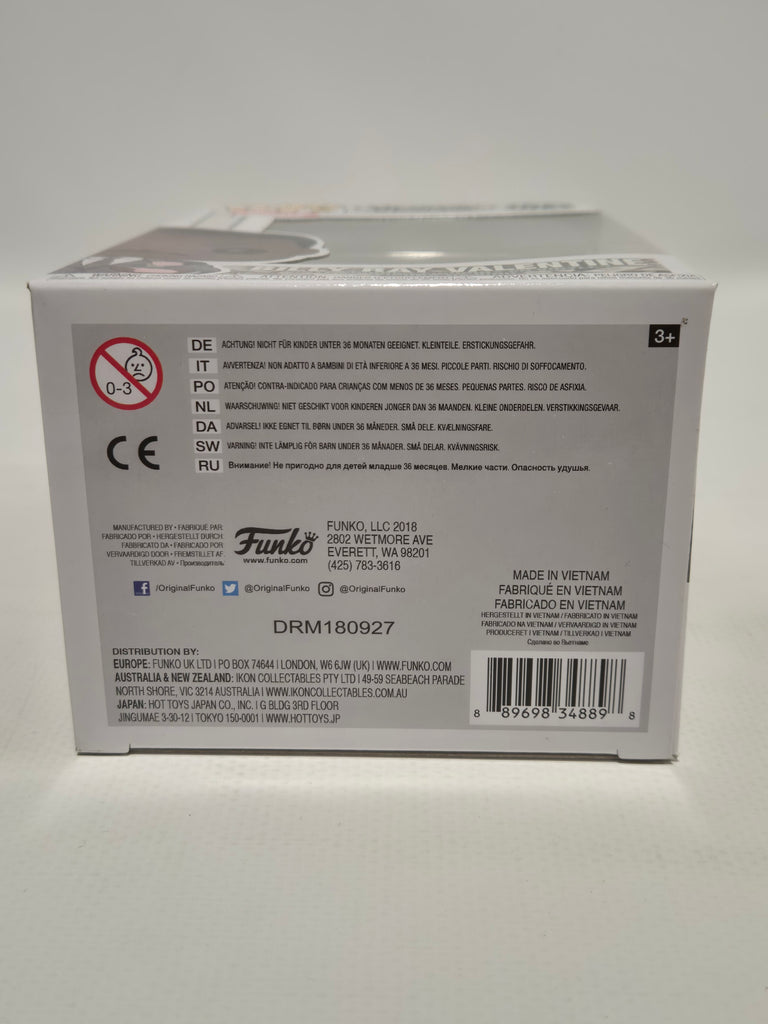 BILLY RAY VALENTINE
ADVERTENCIA: PELIGRO DE ASFIXIA
3+
0-3
DE ACHTUNG! NICHT FÜR KINDER UNTER 36 MONATEN GEEIGNET. KLEINTEILE. ERSTICKUNGSGEFAHR.
IT AVVERTENZA! NON ADATTO A BAMBINI DI ETÀ INFERIORE A 36 MESI. PICCOLE PARTI. RISCHIO DI SOFFOCAMENTO.
PO ATENÇÃO! CONTRA-INDICADO PARA CRIANÇAS COM MENOS DE 36 MESES. PEQUENAS PARTES. RISCO DE ASFIXIA.
NL WAARSCHUWING! NIET GESCHIKT VOOR KINDEREN JONGER DAN 36 MAANDEN. KLEINE ONDERDELEN. VERSTIKKINGSGEVAAR.
DA ADVARSEL! IKKE EGNET TIL BØRN UNDER 36 MÅNEDER. SMÅ DELE. KVÆLNINGSFARE.
SW VARNING! INTE LÄMPLIG FÖR BARN UNDER 36 MÅNADER. SMÅ DELAR. KVÄVNINGSRISK.
RU Внимание! Не пригодно для детей младше 36 месяцев. Мелкие части. Опасность удушья.
CE
MANUFACTURED BY • FABRIQUÉ PAR
FABRICADO POR • HERGESTELLT DURCH
FABBRICATO DA • FABRICADO POR
VERVAARDIGD DOOR • FREMSTILLET AF
TILLVERKAD AV • Производитель
Funko
www.funko.com
FUNKO, LLC 2018
2802 WETMORE AVE
EVERETT, WA 98201
(425) 783-3616
/OriginalFunko @OriginalFunko @OriginalFunko
DRM180927
MADE IN VIETNAM
FABRIQUÉ EN VIETNAM
FABRICADO EN VIETNAM
HERGESTELLT IN VIETNAM / FABBRICATO IN VIETNAM
FABRICADO NA VIETNAM / VERVAARDIGD IN VIETNAM
PRODUCERET I VIETNAM / TILLVERKAD I VIETNAM
Сделано во Вьетнаме
DISTRIBUTION BY:
EUROPE: FUNKO UK LTD | PO BOX 74644 | LONDON, W6 6JW (UK) | WWW.FUNKO.COM
AUSTRALIA & NEW ZEALAND: IKON COLLECTABLES PTY LTD | 49-59 SEABEACH PARADE
NORTH SHORE, VIC 3214 AUSTRALIA | WWW.IKONCOLLECTABLES.COM.AU
JAPAN: HOT TOYS JAPAN CO., INC. | G BLDG 3RD FLOOR
JINGUMAE 3-30-12 | TOKYO 150-0001 | WWW.HOTTOYS.JP
8 89698 34889 8